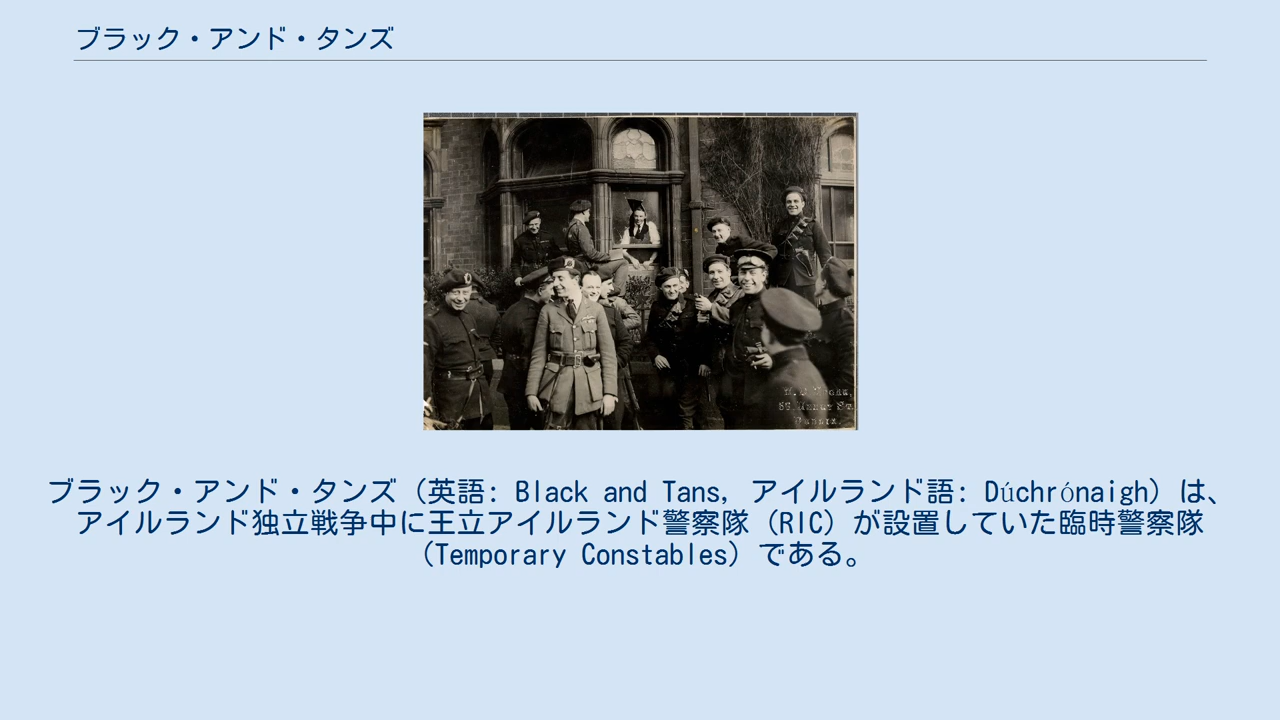 ブラック・アンド・タンズ
ブラック・アンド・タンズ（英語: Black and Tans, アイルランド語: Dúchrónaigh）は、
アイルランド独立戦争中に王立アイルランド警察隊（RIC）が設置していた臨時警察隊
（Temporary Constables）である。